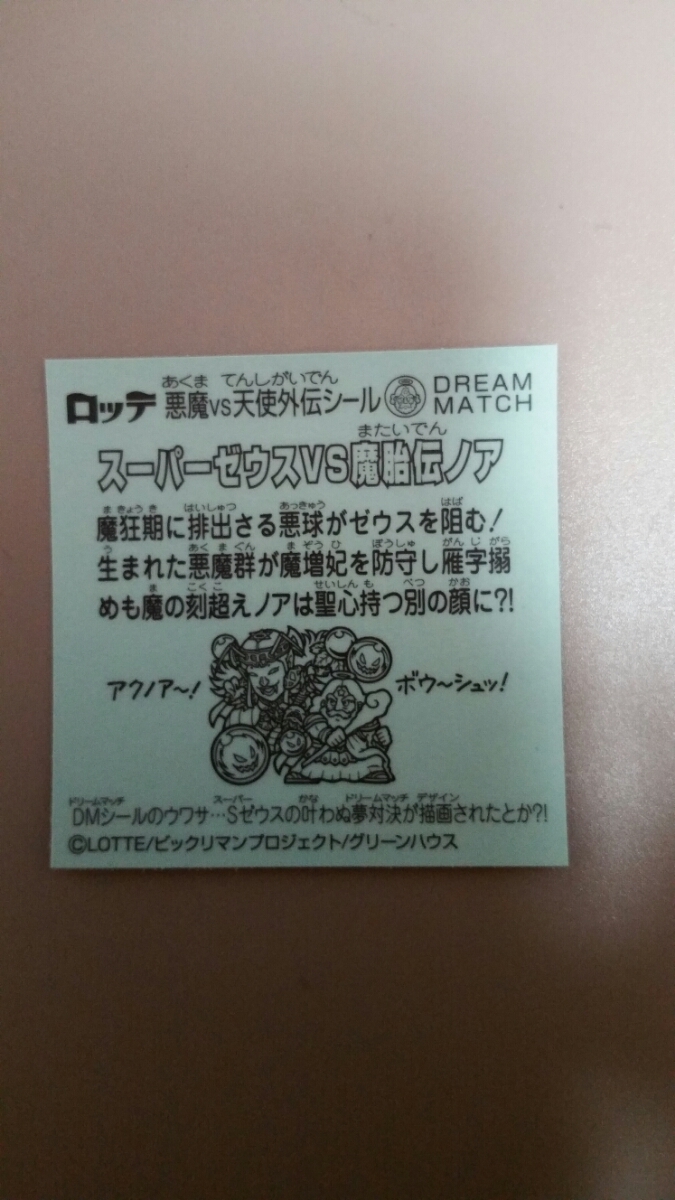 あくま てんしがいでん
ロッテ 悪魔VS天使外伝シール DREAM MATCH
またいでん
スーパーゼウスVS魔胎伝ノア
まきょうき はいしゅつ あっきゅう はば
魔狂期に排出さる悪球がゼウスを阻む!
う あくまぐん まぞうひ ぼうしゅ がんじがら
生まれた悪魔群が魔増妃を防守し雁字搦
ま こくこ せいしんも べつ かお
めも魔の刻超えノアは聖心持つ別の顔に?!
アクノア〜! ボウ〜シュッ!
ドリームマッチ スーパー かな ドリームマッチ デザイン
DMシールのウワサ…Sゼウスの叶わぬ夢対決が描画されたとか?!
©LOTTE/ビックリマンプロジェクト/グリーンハウス